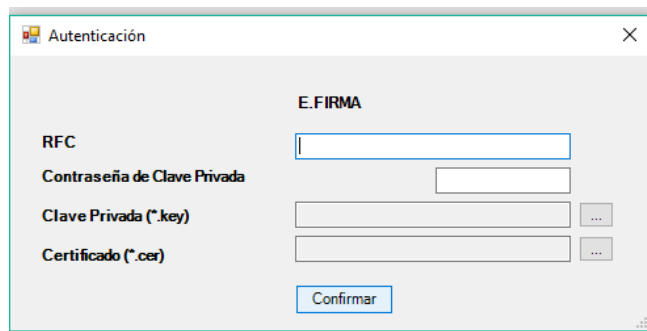 Autenticación
E.FIRMA
RFC
Contraseña de Clave Privada
Clave Privada (*.key)
...
Certificado (*.cer)
...
Confirmar